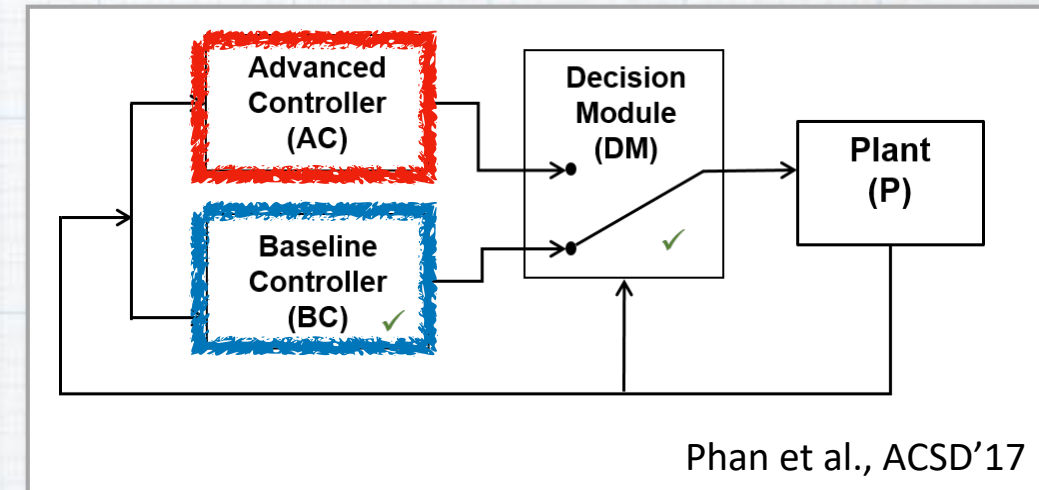 Advanced
Controller
(AC)
Decision
Module
(DM)
Plant
(P)
Baseline
Controller
(BC)
Phan et al., ACSD’17